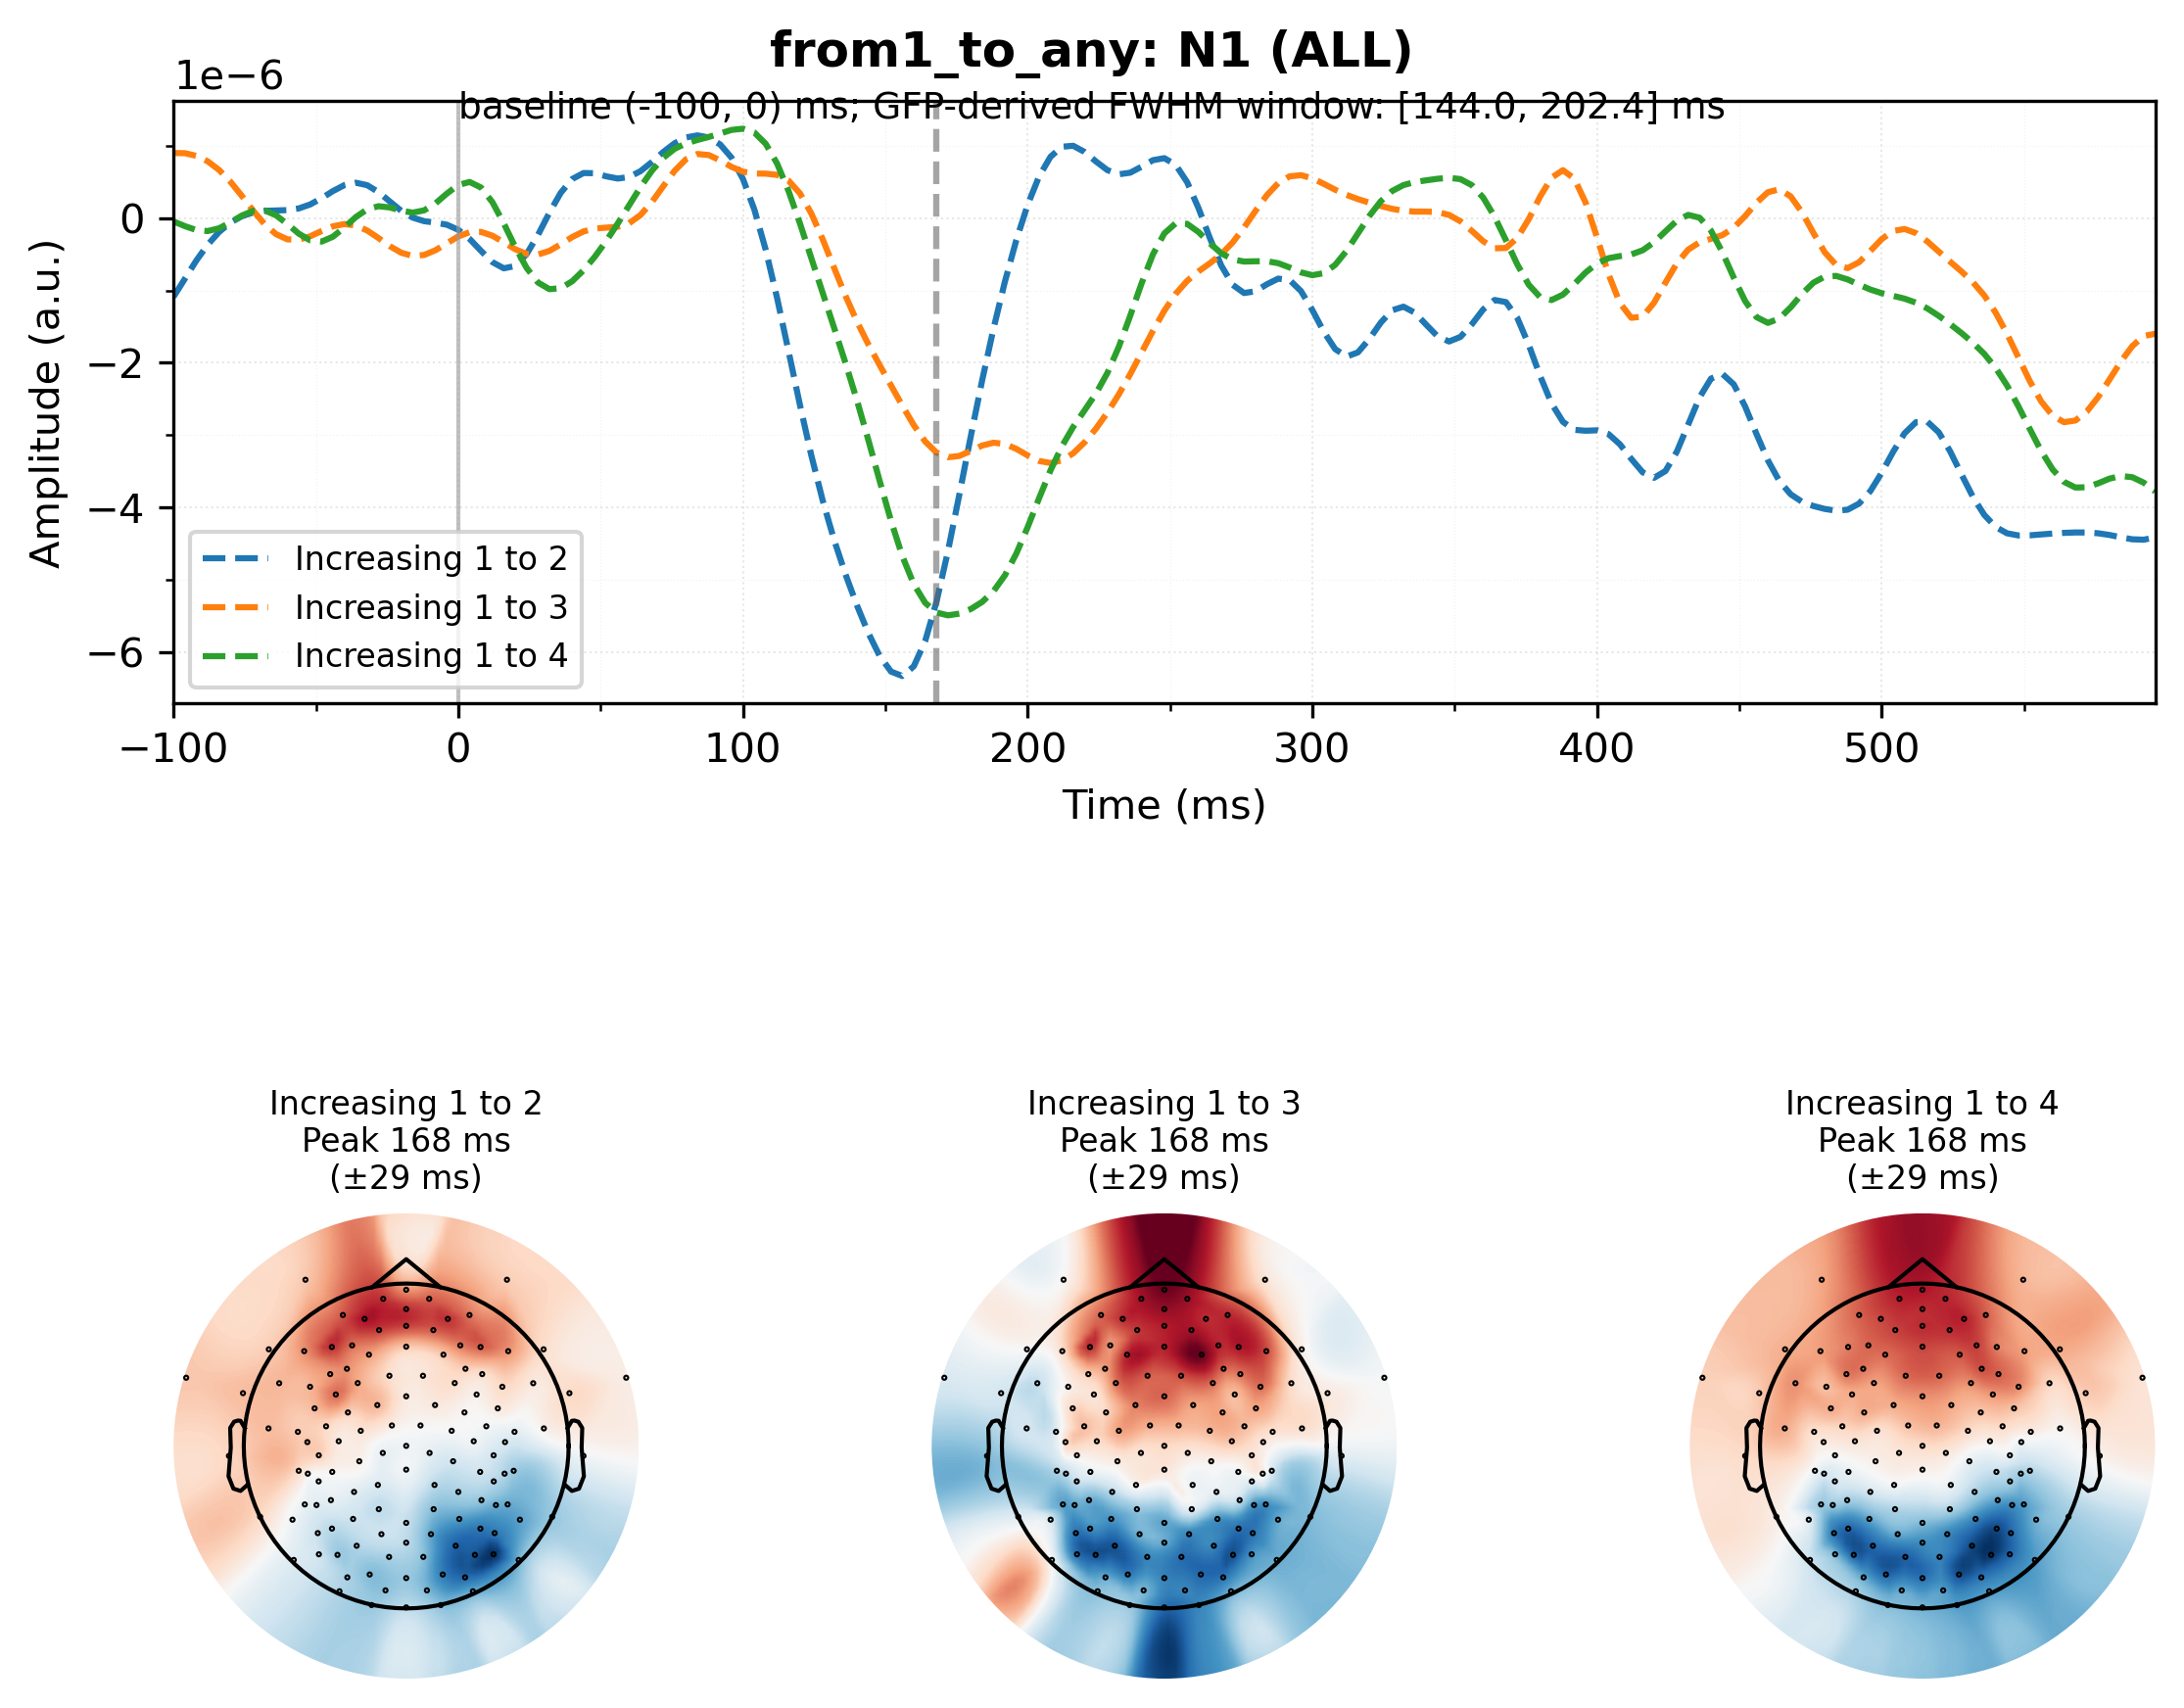 from1_to_any: N1 (ALL)
1e−6
baseline (-100, 0) ms; GFP-derived FWHM window: [144.0, 202.4] ms
0
−2
−4
−6
Amplitude (a.u.)
Increasing 1 to 2
Increasing 1 to 3
Increasing 1 to 4
−100 0 100 200 300 400 500
Time (ms)
Increasing 1 to 2
Peak 168 ms
(±29 ms)
Increasing 1 to 3
Peak 168 ms
(±29 ms)
Increasing 1 to 4
Peak 168 ms
(±29 ms)